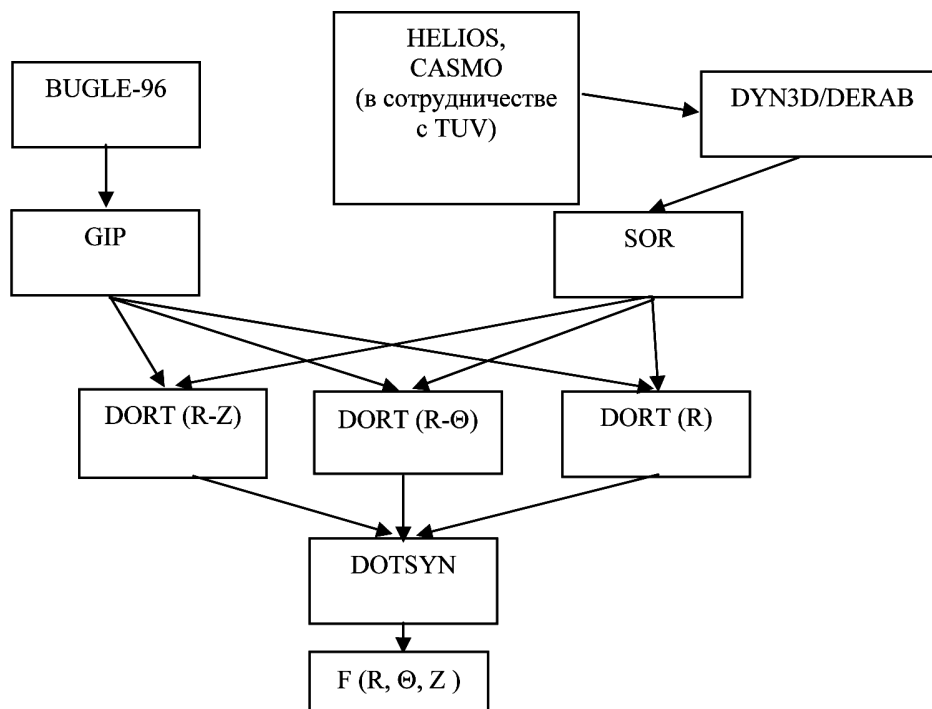 HELIOS,
CASMO
(в сотрудничестве
с TUV)
BUGLE-96
DYN3D/DERAB
GIP
SOR
DORT (R-Z)
DORT (R-Θ)
DORT (R)
DOTSYN
F (R, Θ, Z )